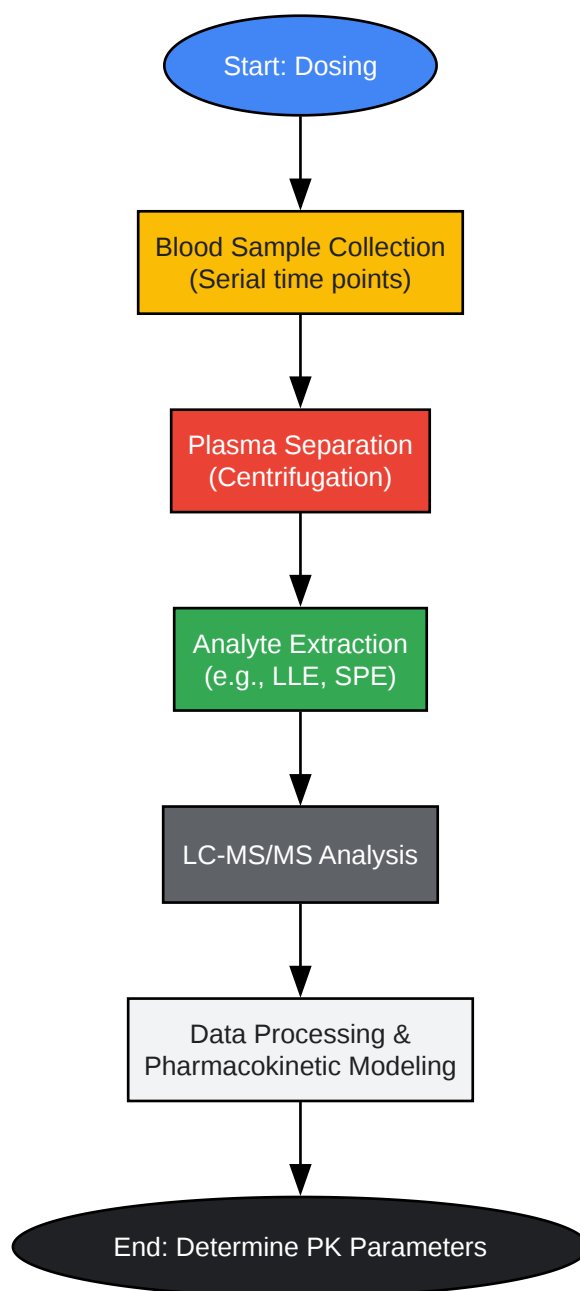 Start: Dosing
Blood Sample Collection
(Serial time points)
Plasma Separation
(Centrifugation)
Analyte Extraction
(e.g., LLE, SPE)
LC-MS/MS Analysis
Data Processing &
Pharmacokinetic Modeling
End: Determine PK Parameters